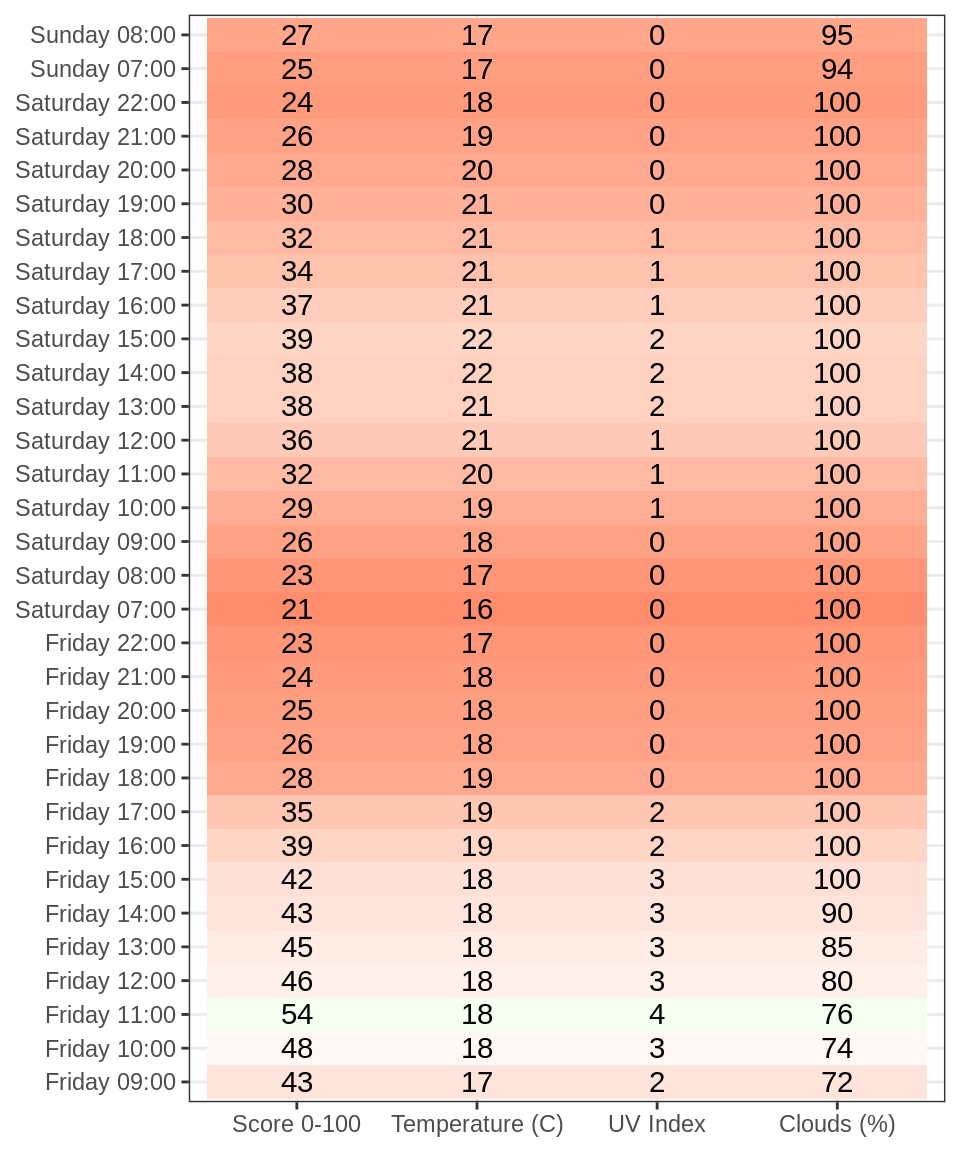 Sunday 08:00 27 17 0 95
Sunday 07:00 25 17 0 94
Saturday 22:00 24 18 0 100
Saturday 21:00 26 19 0 100
Saturday 20:00 28 20 0 100
Saturday 19:00 30 21 0 100
Saturday 18:00 32 21 1 100
Saturday 17:00 34 21 1 100
Saturday 16:00 37 21 1 100
Saturday 15:00 39 22 2 100
Saturday 14:00 38 22 2 100
Saturday 13:00 38 21 2 100
Saturday 12:00 36 21 1 100
Saturday 11:00 32 20 1 100
Saturday 10:00 29 19 1 100
Saturday 09:00 26 18 0 100
Saturday 08:00 23 17 0 100
Saturday 07:00 21 16 0 100
Friday 22:00 23 17 0 100
Friday 21:00 24 18 0 100
Friday 20:00 25 18 0 100
Friday 19:00 26 18 0 100
Friday 18:00 28 19 0 100
Friday 17:00 35 19 2 100
Friday 16:00 39 19 2 100
Friday 15:00 42 18 3 100
Friday 14:00 43 18 3 90
Friday 13:00 45 18 3 85
Friday 12:00 46 18 3 80
Friday 11:00 54 18 4 76
Friday 10:00 48 18 3 74
Friday 09:00 43 17 2 72
Score 0-100 Temperature (C) UV Index Clouds (%)